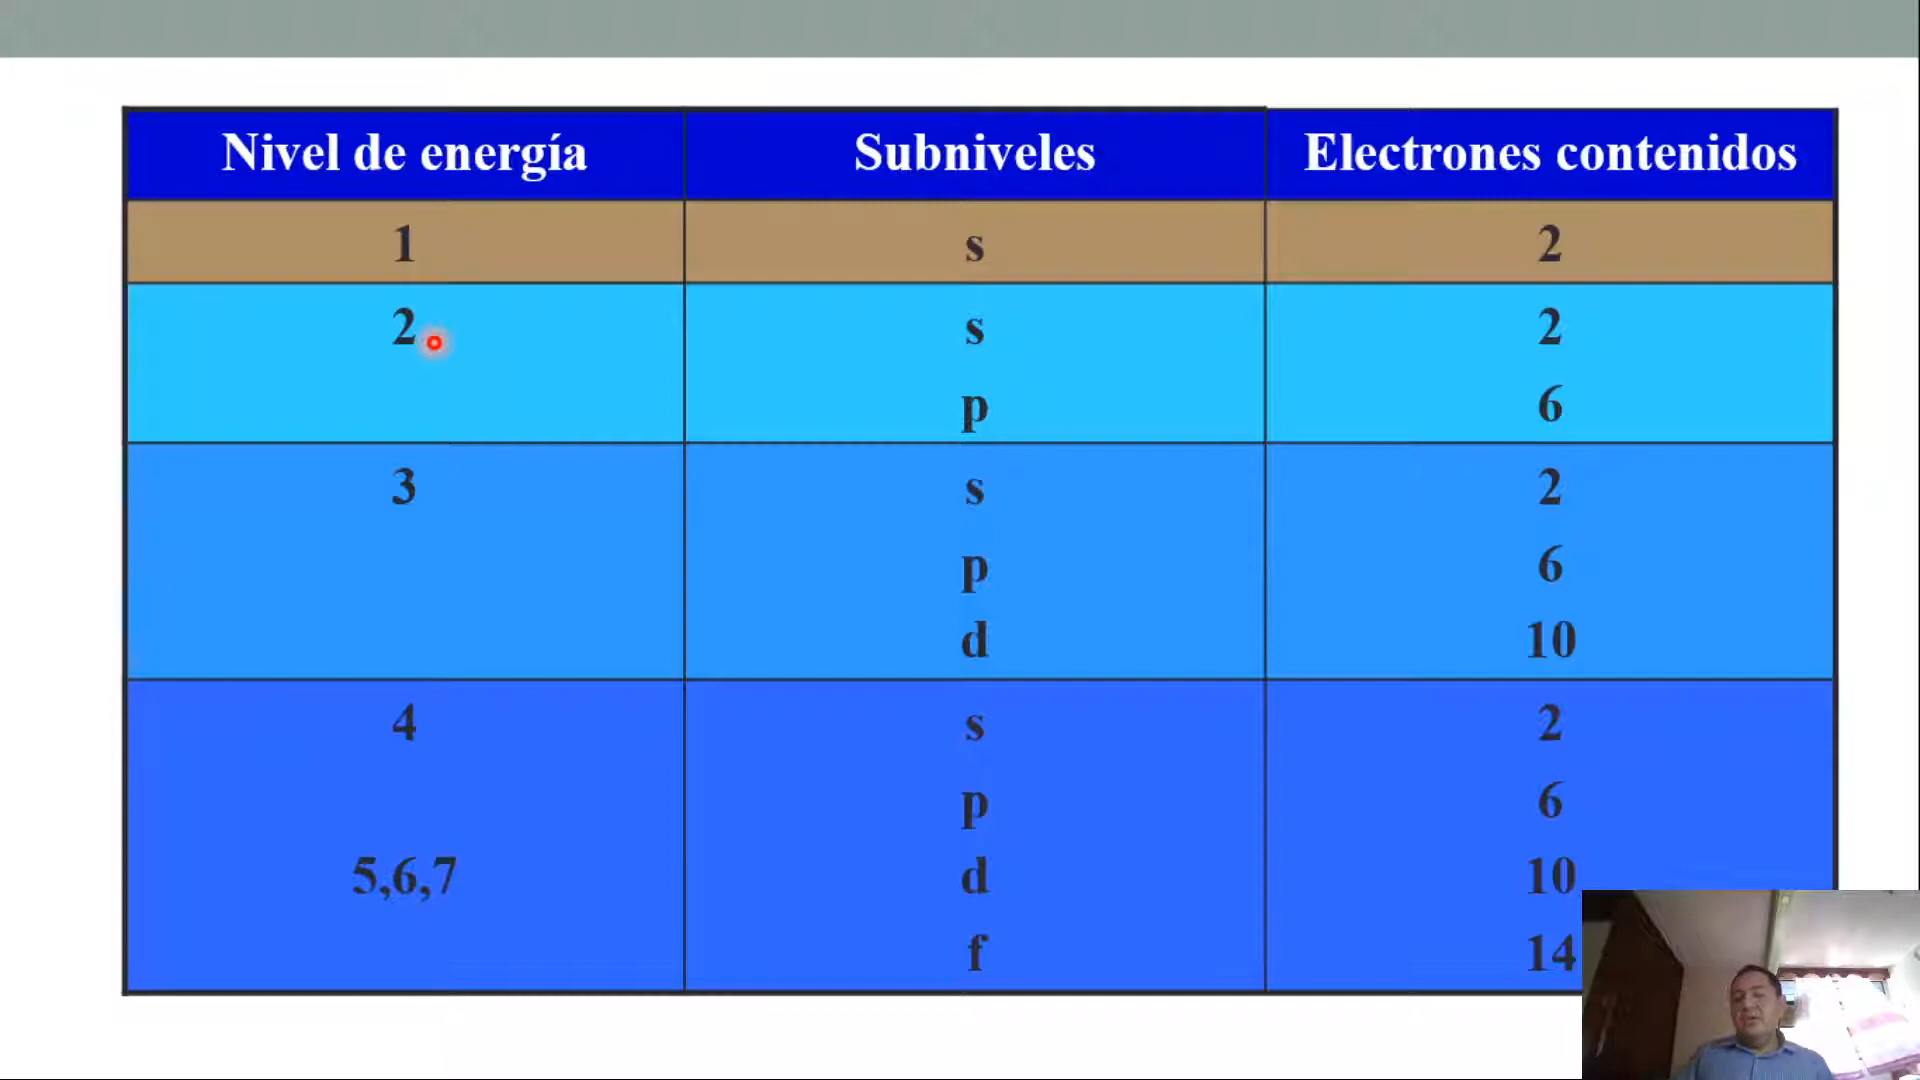 Nivel de energía Subniveles Electrones contenidos
1 s 2
2 s 2
p 6
3 s 2
p 6
d 10
4 s 2
p 6
5,6,7 d 10
f 14